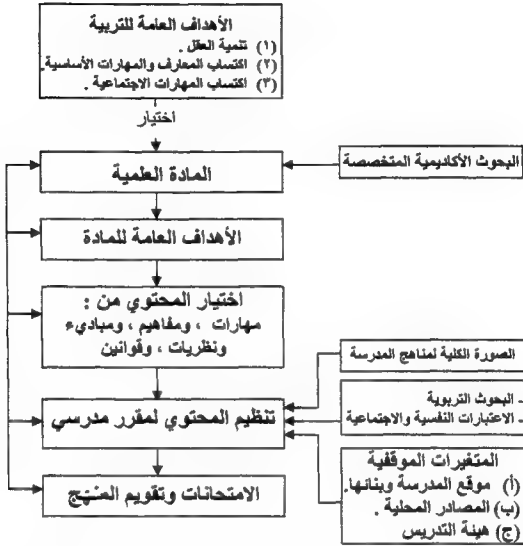 الأهداف العامة للتربية
(١) تنمية العقل .
(٢) اكتساب المعارف والمهارات الأساسية.
(٣) اكتساب المهارات الاجتماعية .
اختيار
البحوث الأكاديمية المتخصصة
المادة العلمية
الأهداف العامة للمادة
اختيار المحتوي من :
مهارات ، ومفاهيم ، ومباديء
ونظريات ، وقوانين
الصورة الكلية لمناهج المدرسة
- البحوث التربوية
- الاعتبارات النفسية والاجتماعية
تنظيم المحتوي لمقرر مدرسي
المتغيرات الموقفية
(أ) موقع المدرسة وبنائها.
(ب) المصادر المحلية .
(ج) هيئة التدريس
الامتحانات وتقويم المنهج